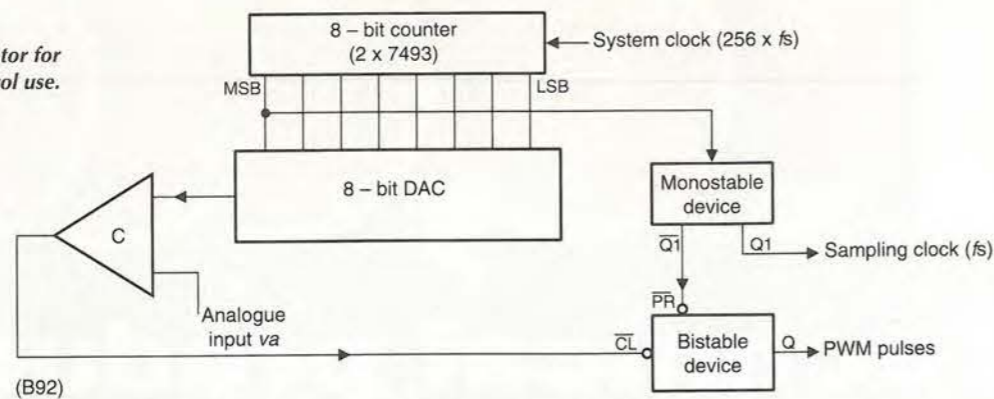 tor for
rol use.
8 – bit counter
(2 x 7493)
System clock (256 x fs)
MSB
LSB
8 – bit DAC
Monostable
device
C
Q1
Q1
Sampling clock (fs)
Analogue
input va
PR
CL
Bistable
device
Q
PWM pulses
(B92)